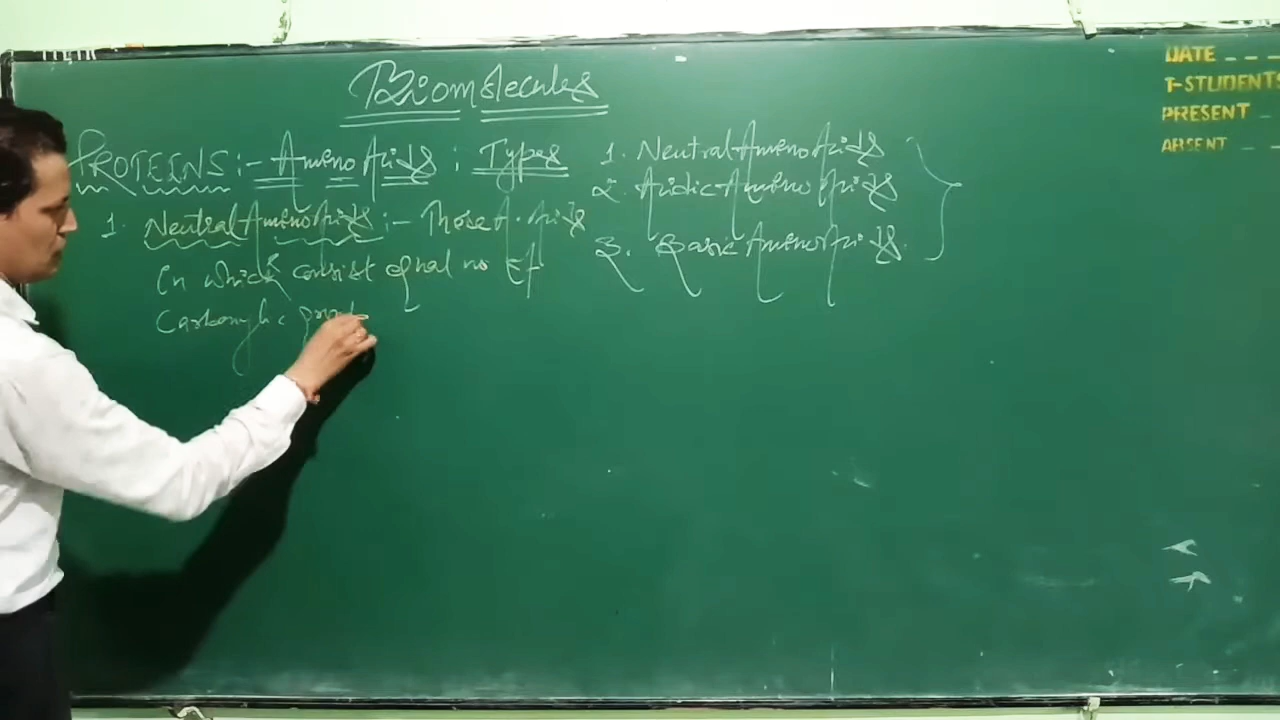 Biomolecules
PROTEINS :- Amino Acids : Types
1. Neutral Amino Acids
2. Acidic Amino Acids
3. Basic Amino Acids
1. Neutral Amino Acids :- Those A. Acids
in which consist equal no of
Carboxylic group
DATE _ _ _
T-STUDENTS
PRESENT _
ABSENT _ _